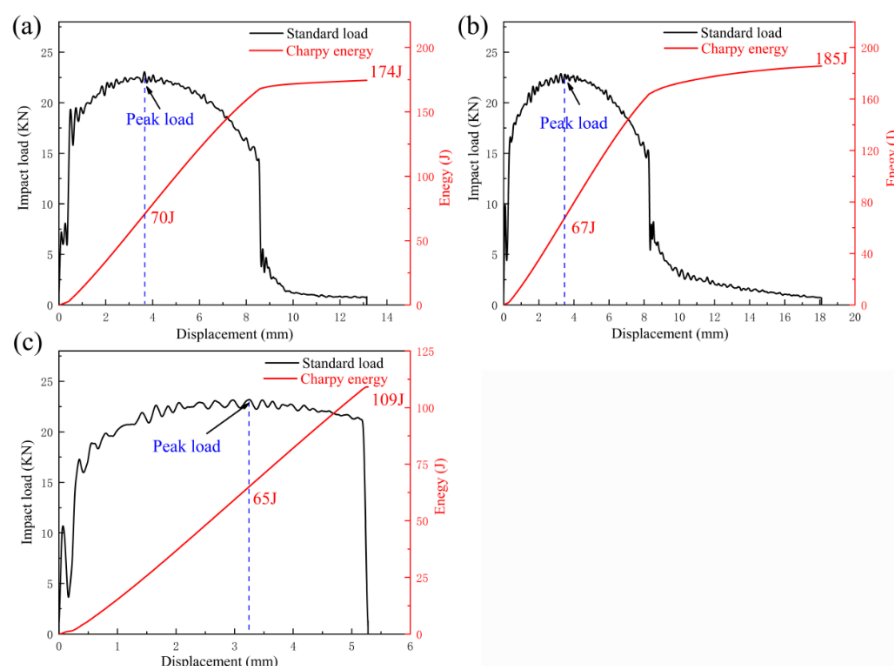 (a)
Standard load
Charpy energy
174J
Peak load
70J
Impact load (KN)
25
20
15
10
5
0
Enegy (J)
200
150
100
50
0
0 2 4 6 8 10 12 14
Displacement (mm)
(b)
Standard load
Charpy energy
185J
Peak load
67J
Impact load (KN)
25
20
15
10
5
0
Enegy (J)
200
160
120
80
40
0
0 2 4 6 8 10 12 14 16 18 20
Displacement (mm)
(c)
Standard load
Charpy energy
109J
Peak load
65J
Impact load (KN)
25
20
15
10
5
0
Enegy (J)
125
100
75
50
25
0
0 1 2 3 4 5 6
Displacement (mm)